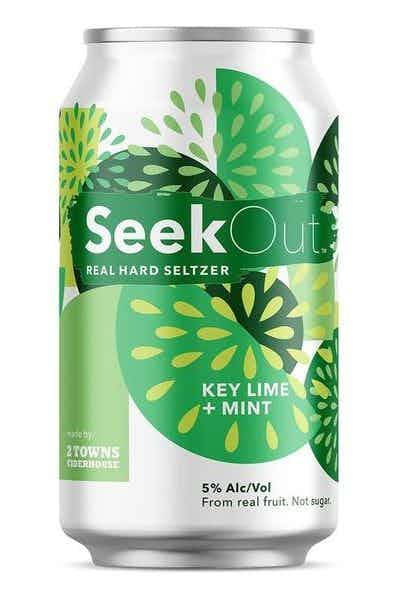 SeekOut™
REAL HARD SELTZER
KEY LIME
+ MINT
made by
2 TOWNS
CIDERHOUSE
5% Alc/Vol
From real fruit. Not sugar.